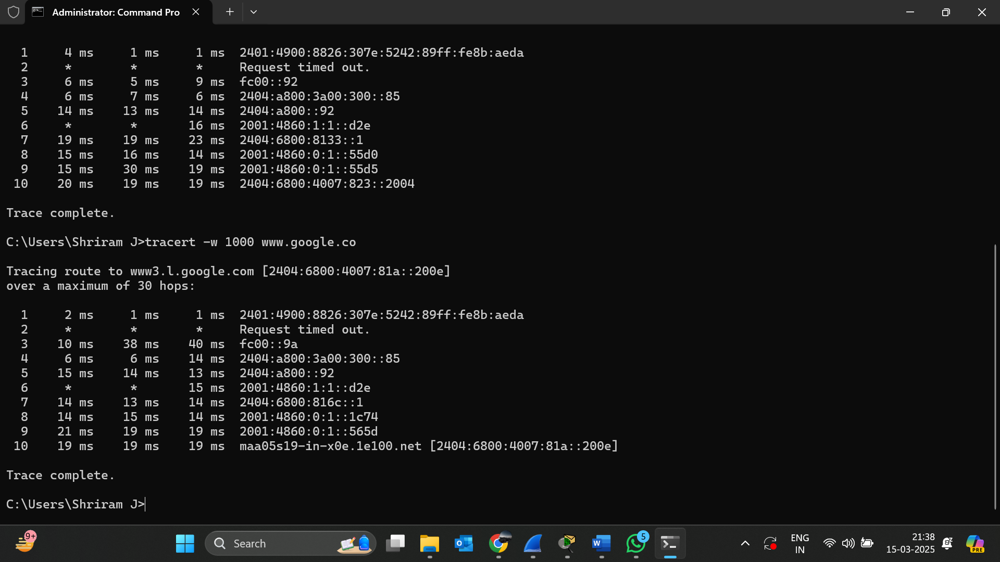 Administrator: Command Pro
1 4 ms 1 ms 1 ms 2401:4900:8826:307e:5242:89ff:fe8b:aeda
2 * * * Request timed out.
3 6 ms 5 ms 9 ms fc00::92
4 6 ms 7 ms 6 ms 2404:a800:3a00:300::85
5 14 ms 13 ms 14 ms 2404:a800::92
6 * * 16 ms 2001:4860:1:1::d2e
7 19 ms 19 ms 23 ms 2404:6800:8133::1
8 15 ms 16 ms 14 ms 2001:4860:0:1::55d0
9 15 ms 30 ms 19 ms 2001:4860:0:1::55d5
10 20 ms 19 ms 19 ms 2404:6800:4007:823::2004
Trace complete.
C:\Users\Shriram J>tracert -w 1000 www.google.co
Tracing route to www3.l.google.com [2404:6800:4007:81a::200e]
over a maximum of 30 hops:
1 2 ms 1 ms 1 ms 2401:4900:8826:307e:5242:89ff:fe8b:aeda
2 * * * Request timed out.
3 10 ms 38 ms 40 ms fc00::9a
4 6 ms 6 ms 14 ms 2404:a800:3a00:300::85
5 15 ms 14 ms 13 ms 2404:a800::92
6 * * 15 ms 2001:4860:1:1::d2e
7 14 ms 13 ms 14 ms 2404:6800:816c::1
8 14 ms 15 ms 14 ms 2001:4860:0:1::1c74
9 21 ms 19 ms 19 ms 2001:4860:0:1::565d
10 19 ms 19 ms 19 ms maa05s19-in-x0e.1e100.net [2404:6800:4007:81a::200e]
Trace complete.
C:\Users\Shriram J>
9+
Search
5
ENG
IN
21:38
15-03-2025
PRE